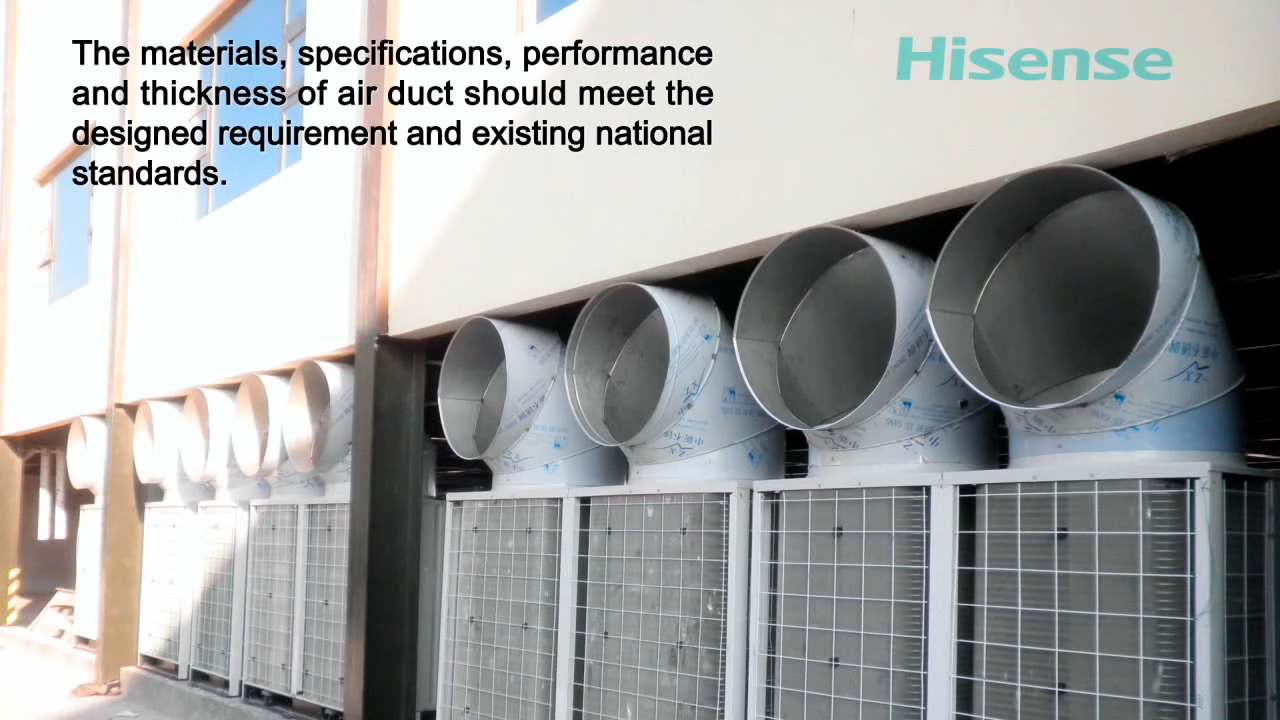 The materials, specifications, performance
and thickness of air duct should meet the
designed requirement and existing national
standards.
Hisense